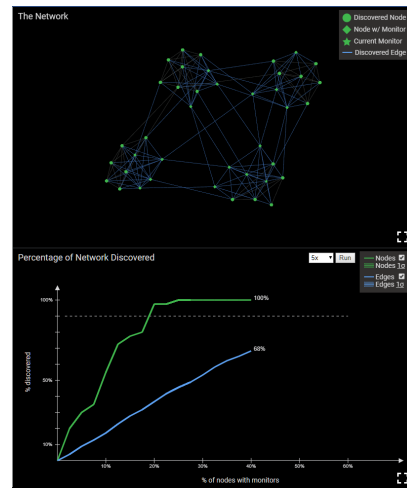 The Network
Discovered Node
Node w/ Monitor
Current Monitor
Discovered Edge
Percentage of Network Discovered
5x
Run
Nodes
Nodes 1σ
Edges
Edges 1σ
100%
50%
10%
% discovered
100%
68%
10%
20%
30%
40%
50%
60%
% of nodes with monitors